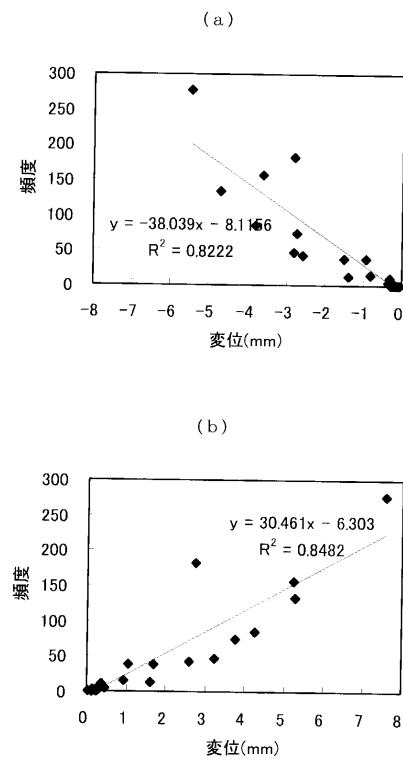 (a)
300
250
200
150
100
50
0
頻度
y = -38.039x - 8.1156
R² = 0.8222
-8 -7 -6 -5 -4 -3 -2 -1 0
変位(mm)
(b)
300
250
200
150
100
50
0
頻度
y = 30.461x - 6.303
R² = 0.8482
0 1 2 3 4 5 6 7 8
変位(mm)